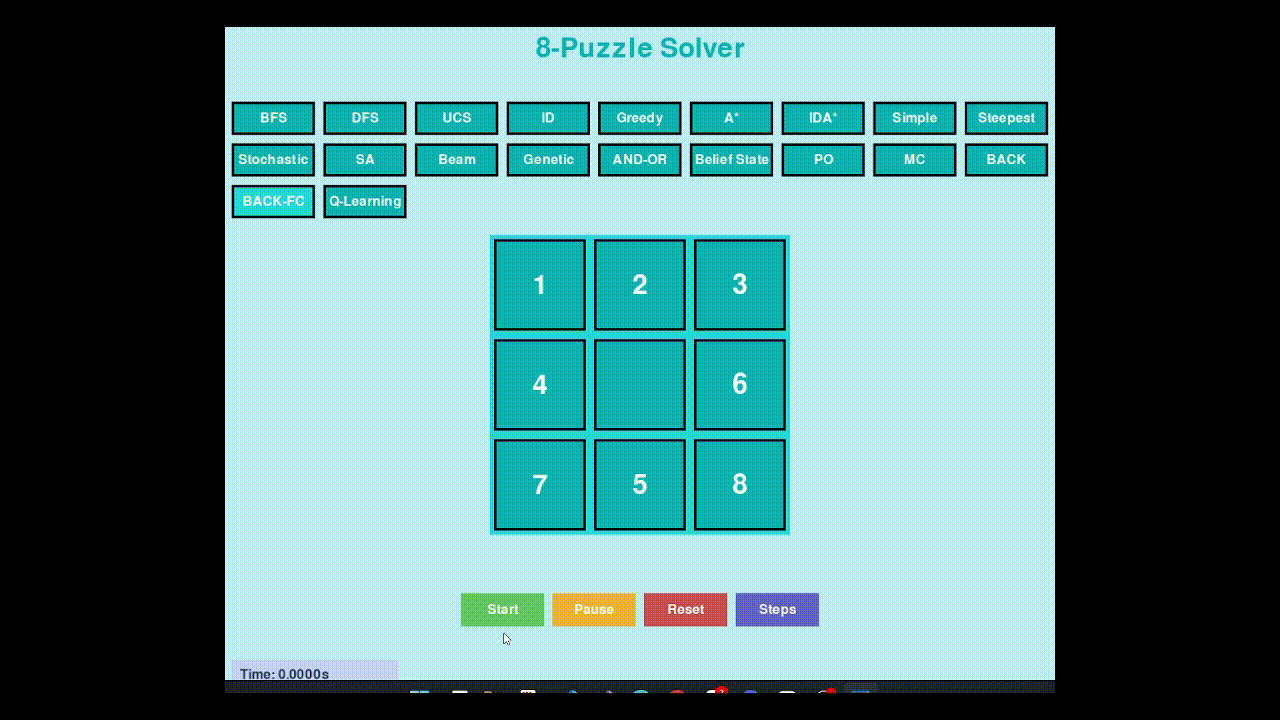 8-Puzzle Solver
BFS DFS UCS ID Greedy A* IDA* Simple Steepest
Stochastic SA Beam Genetic AND-OR Belief State PO MC BACK
BACK-FC Q-Learning
1 2 3
4 6
7 5 8
Start Pause Reset Steps
Time: 0.0000s